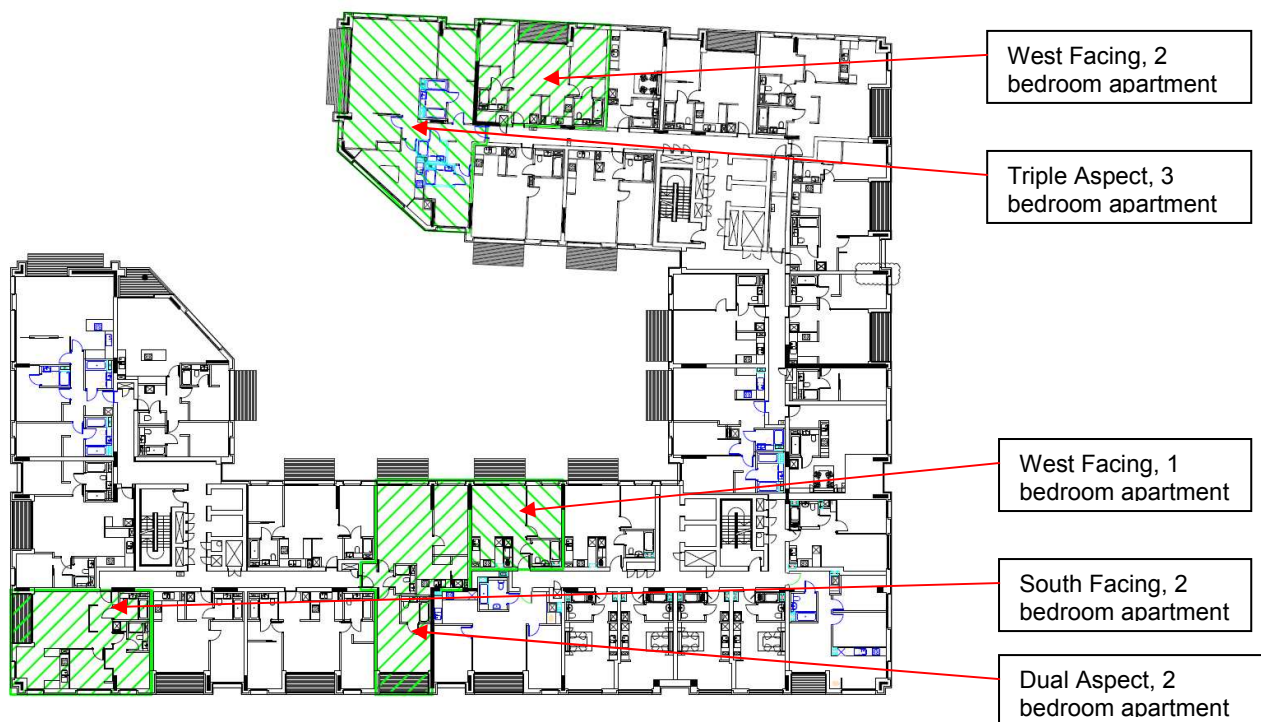 West Facing, 2
bedroom apartment
Triple Aspect, 3
bedroom apartment
West Facing, 1
bedroom apartment
South Facing, 2
bedroom apartment
Dual Aspect, 2
bedroom apartment